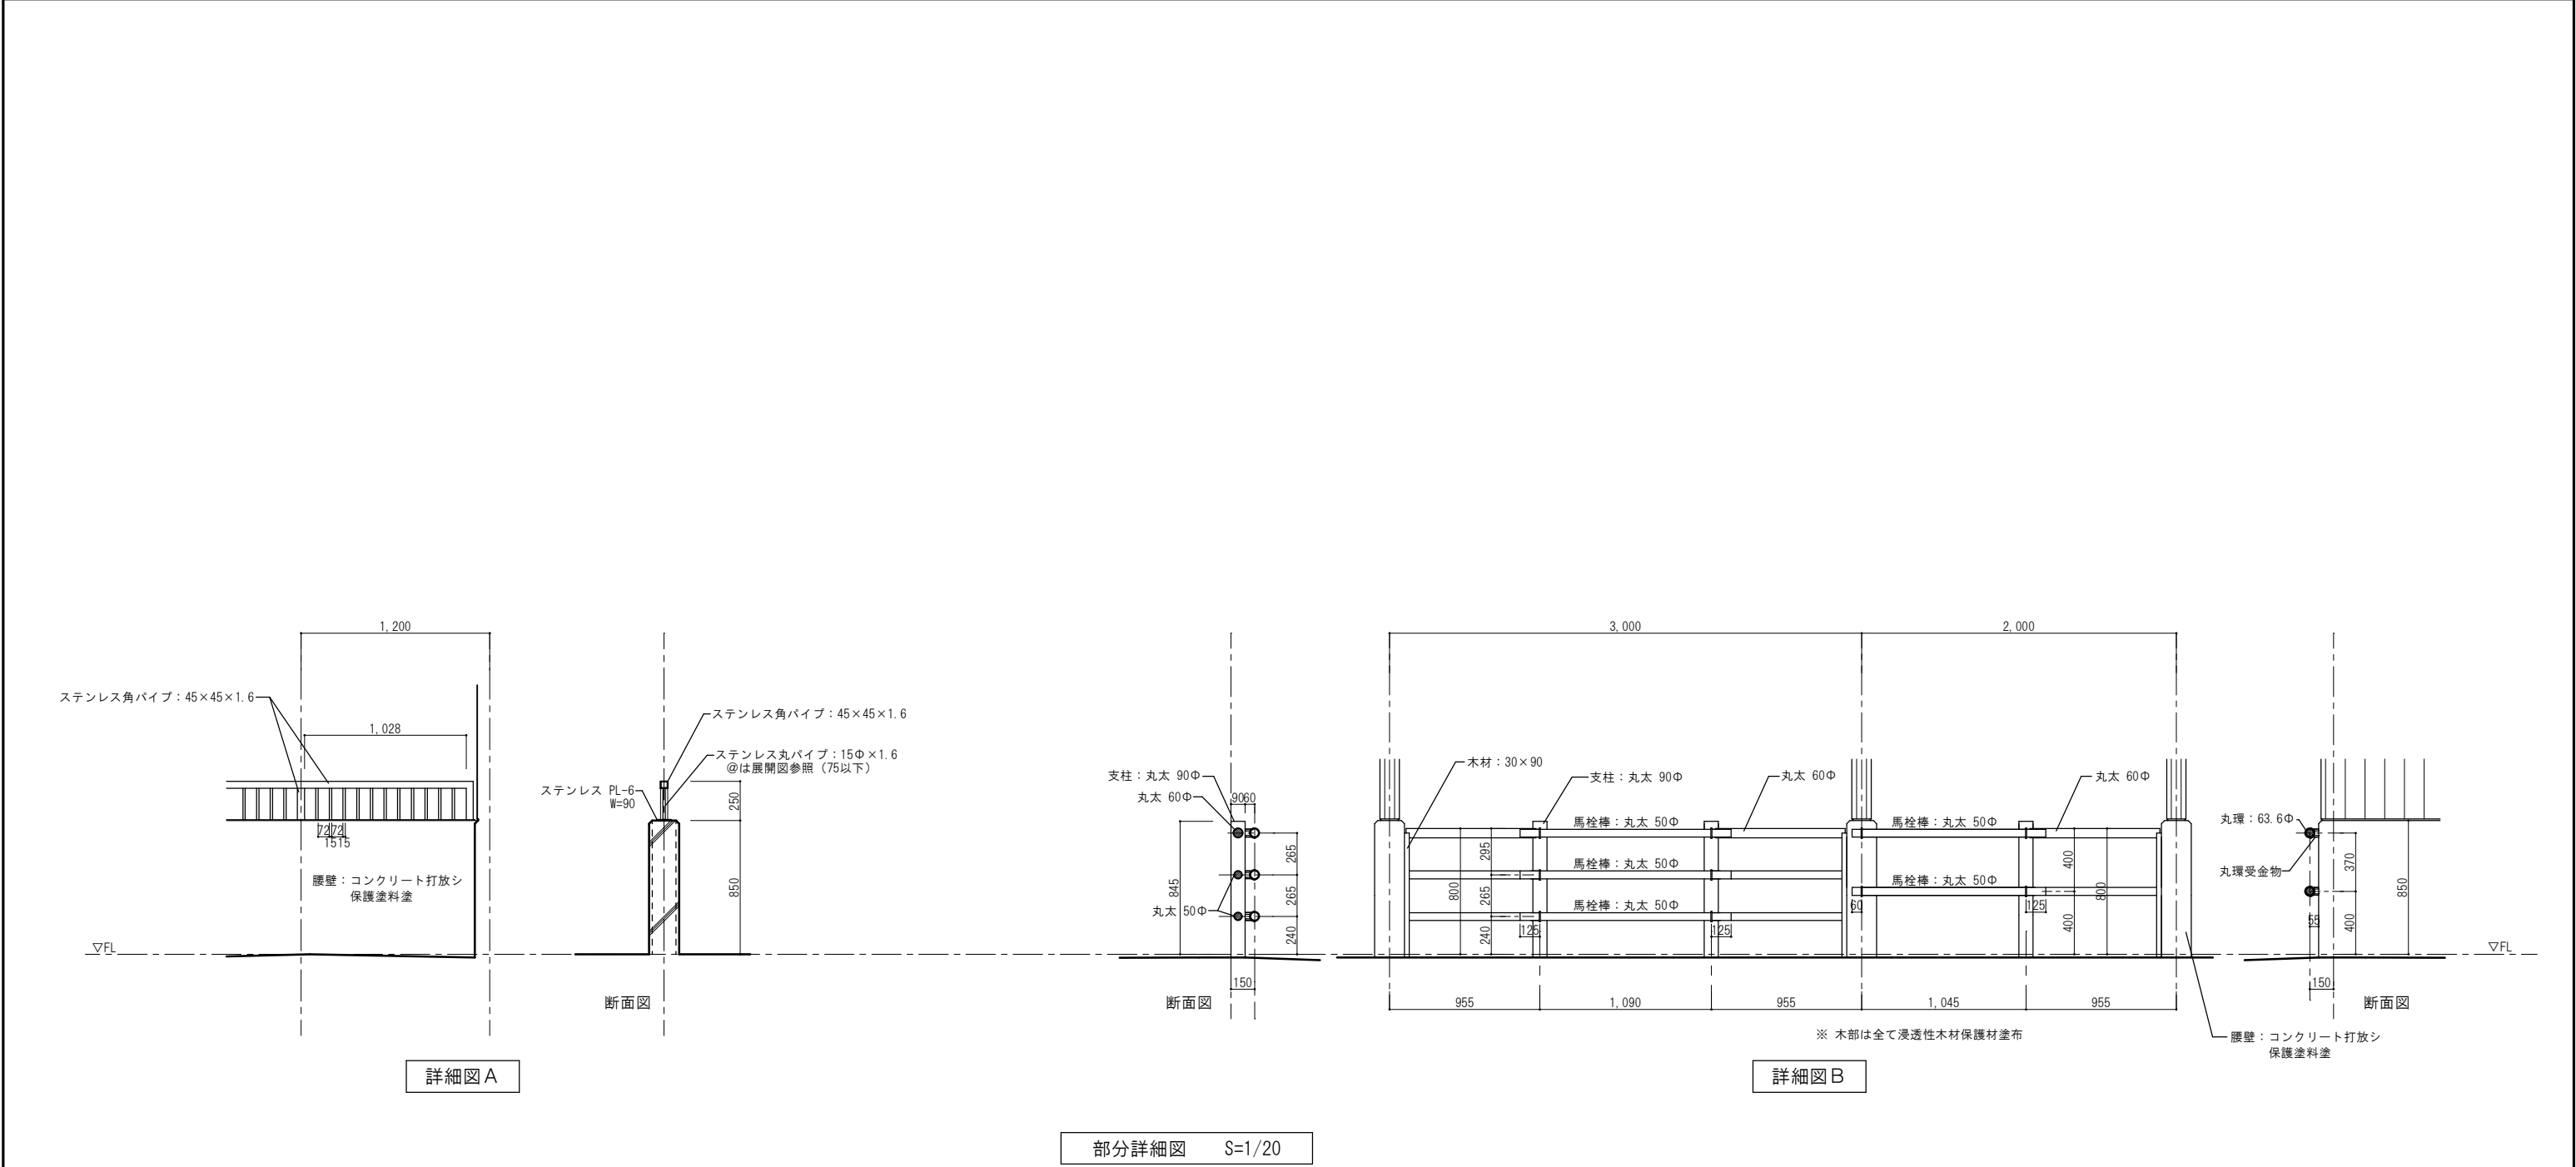 1,200
ステンレス角パイプ：45×45×1.6
1,028
72 72
15 15
腰壁：コンクリート打放シ
保護塗料塗
▽FL
詳細図A
ステンレス角パイプ：45×45×1.6
ステンレス丸パイプ：15Φ×1.6
@は展開図参照（75以下）
ステンレス PL-6
W=90
250
850
断面図
支柱：丸太 90Φ
丸太 60Φ
90 60
845
265
265
240
丸太 50Φ
150
断面図
3,000
2,000
木材：30×90
支柱：丸太 90Φ
丸太 60Φ
丸太 60Φ
馬栓棒：丸太 50Φ
馬栓棒：丸太 50Φ
馬栓棒：丸太 50Φ
馬栓棒：丸太 50Φ
馬栓棒：丸太 50Φ
800
295
265
240
125
125
60
125
400
400
800
955
1,090
955
1,045
955
※ 木部は全て浸透性木材保護材塗布
腰壁：コンクリート打放シ
保護塗料塗
詳細図B
丸環：63.6Φ
丸環受金物
370
400
850
55
150
▽FL
断面図
部分詳細図 S=1/20